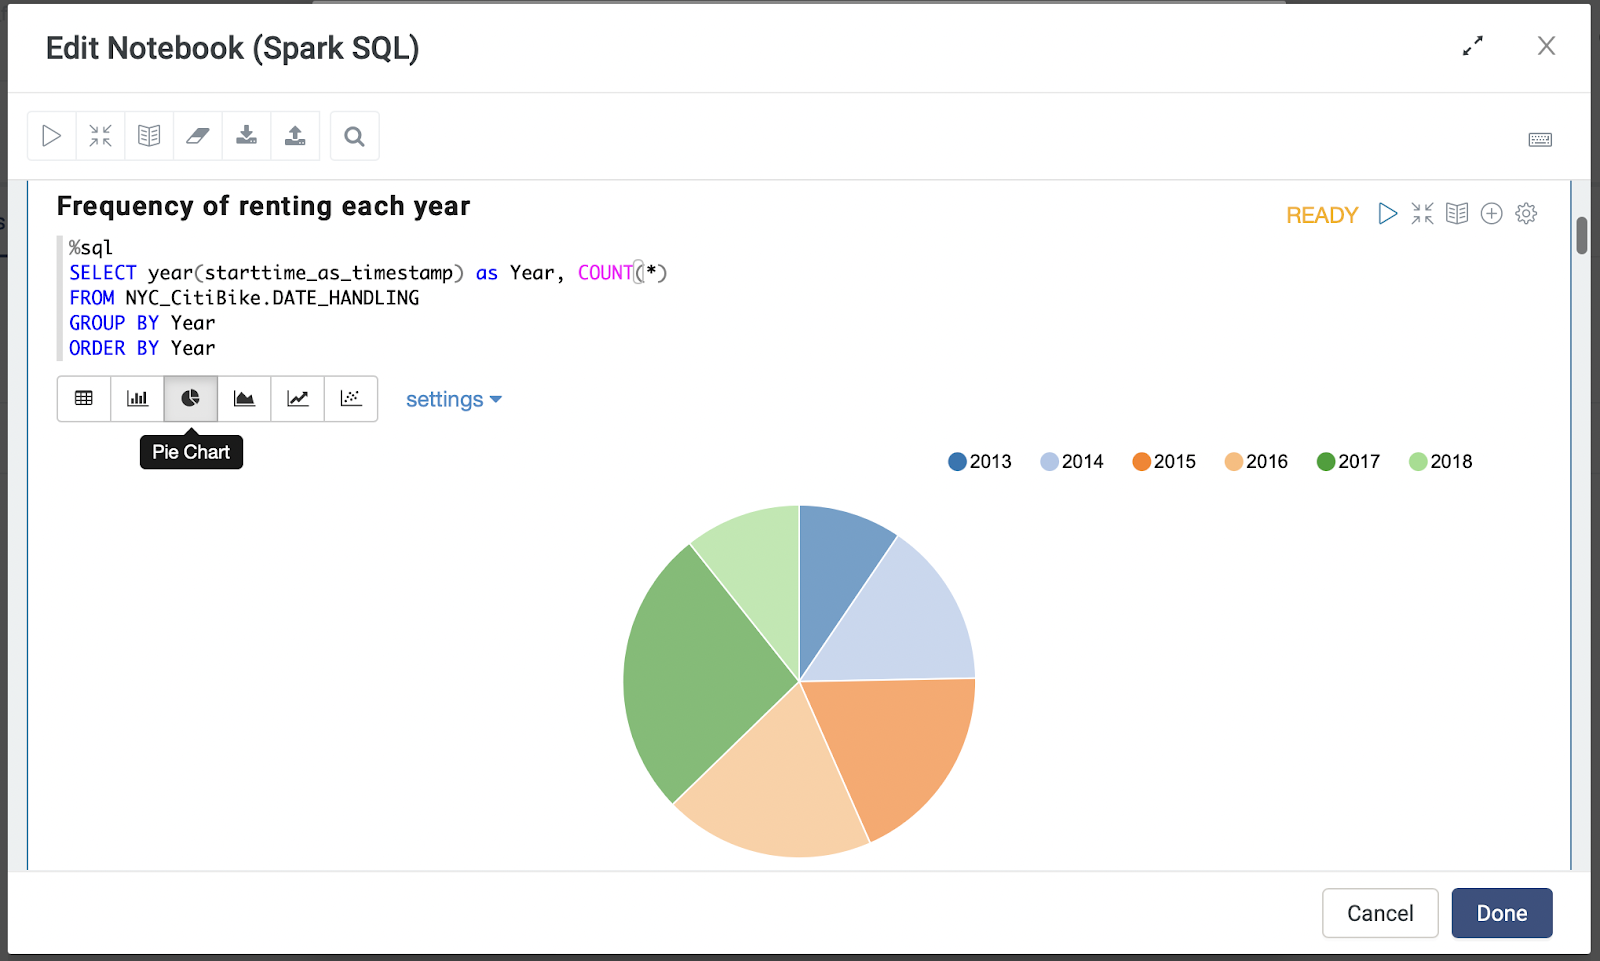 Edit Notebook (Spark SQL)
Frequency of renting each year
READY
%sql
SELECT year(starttime_as_timestamp) as Year, COUNT(*)
FROM NYC_CitiBike.DATE_HANDLING
GROUP BY Year
ORDER BY Year
settings
Pie Chart
2013 2014 2015 2016 2017 2018
Cancel Done